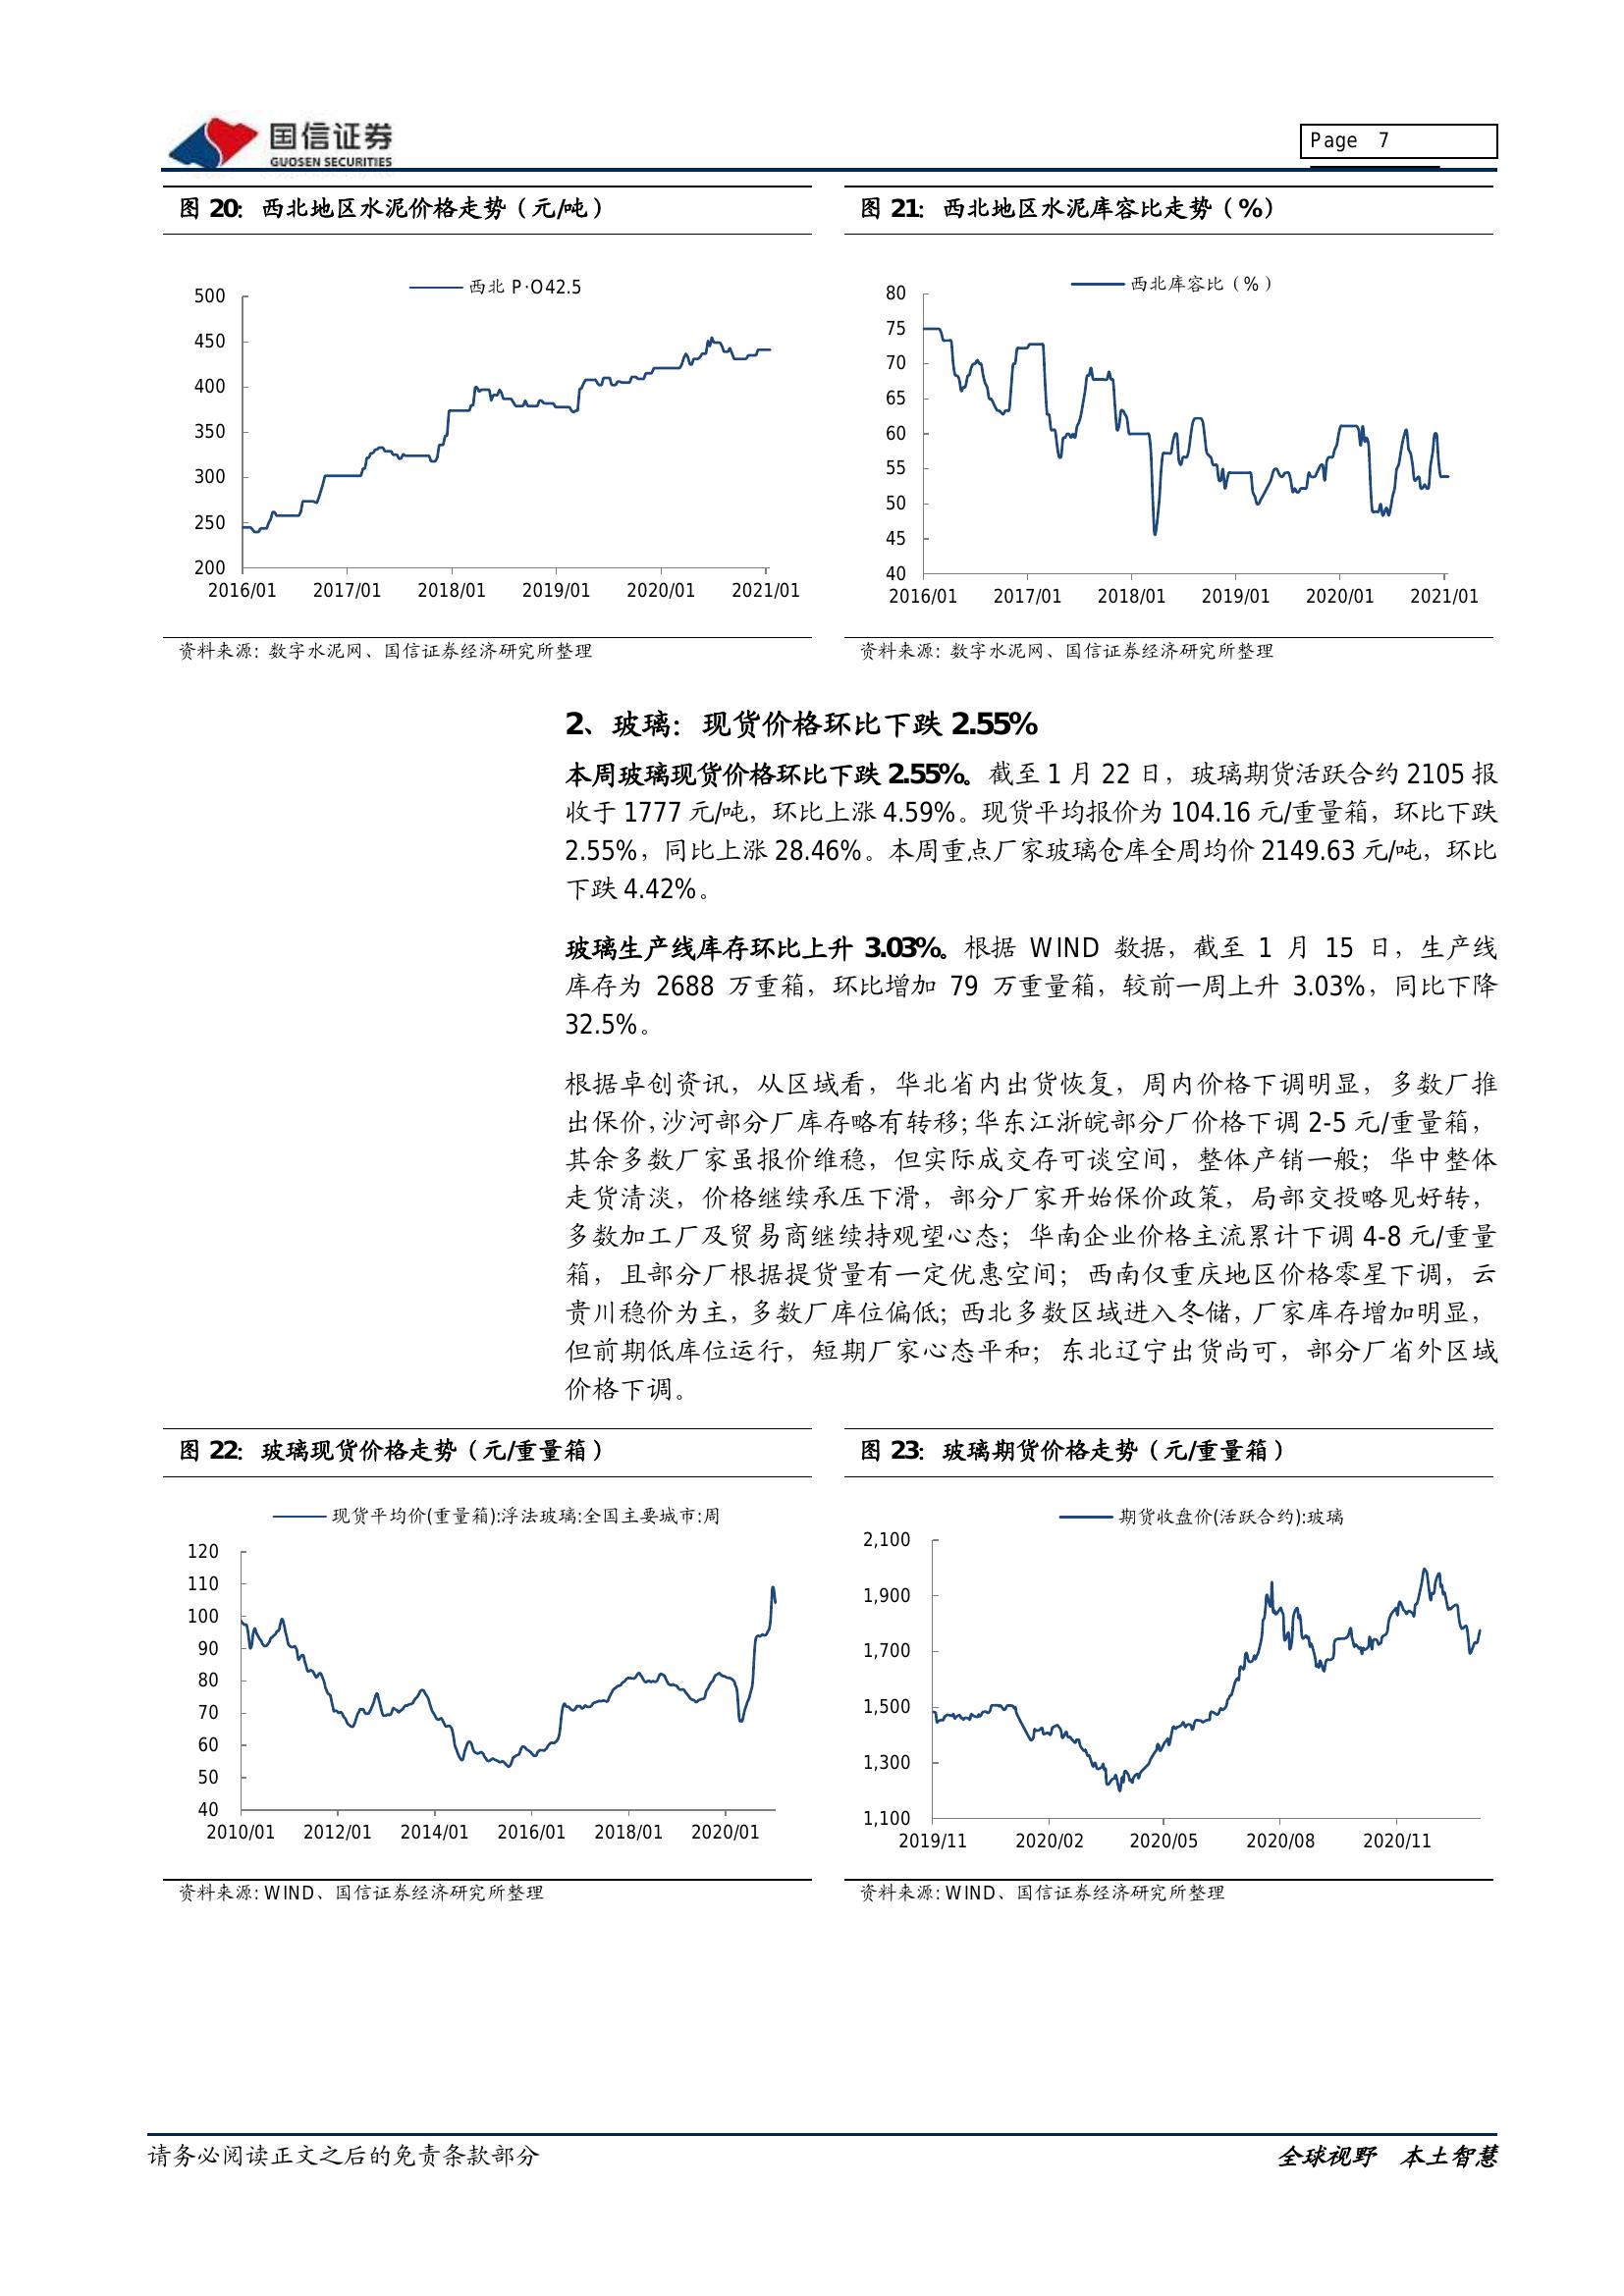 国信证券
GUOSEN SECURITIES
Page 7
图 20：西北地区水泥价格走势（元/吨）
西北 P·O42.5
500
450
400
350
300
250
200
2016/01 2017/01 2018/01 2019/01 2020/01 2021/01
资料来源：数字水泥网、国信证券经济研究所整理
图 21：西北地区水泥库容比走势（%）
西北库容比（%）
80
75
70
65
60
55
50
45
40
2016/01 2017/01 2018/01 2019/01 2020/01 2021/01
资料来源：数字水泥网、国信证券经济研究所整理
2、玻璃：现货价格环比下跌 2.55%
本周玻璃现货价格环比下跌 2.55%。截至 1 月 22 日，玻璃期货活跃合约 2105 报
收于 1777 元/吨，环比上涨 4.59%。现货平均报价为 104.16 元/重量箱，环比下跌
2.55%，同比上涨 28.46%。本周重点厂家玻璃仓库全周均价 2149.63 元/吨，环比
下跌 4.42%。
玻璃生产线库存环比上升 3.03%。根据 WIND 数据，截至 1 月 15 日，生产线
库存为 2688 万重箱，环比增加 79 万重量箱，较前一周上升 3.03%，同比下降
32.5%。
根据卓创资讯，从区域看，华北省内出货恢复，周内价格下调明显，多数厂推
出保价，沙河部分厂库存略有转移；华东江浙皖部分厂价格下调 2-5 元/重量箱，
其余多数厂家虽报价维稳，但实际成交存可谈空间，整体产销一般；华中整体
走货清淡，价格继续承压下滑，部分厂家开始保价政策，局部交投略见好转，
多数加工厂及贸易商继续持观望心态；华南企业价格主流累计下调 4-8 元/重量
箱，且部分厂根据提货量有一定优惠空间；西南仅重庆地区价格零星下调，云
贵川稳价为主，多数厂库位偏低；西北多数区域进入冬储，厂家库存增加明显，
但前期低库位运行，短期厂家心态平和；东北辽宁出货尚可，部分厂省外区域
价格下调。
图 22：玻璃现货价格走势（元/重量箱）
现货平均价(重量箱):浮法玻璃:全国主要城市:周
120
110
100
90
80
70
60
50
40
2010/01 2012/01 2014/01 2016/01 2018/01 2020/01
资料来源: WIND、国信证券经济研究所整理
图 23：玻璃期货价格走势（元/重量箱）
期货收盘价(活跃合约):玻璃
2,100
1,900
1,700
1,500
1,300
1,100
2019/11 2020/02 2020/05 2020/08 2020/11
资料来源: WIND、国信证券经济研究所整理
请务必阅读正文之后的免责条款部分
全球视野 本土智慧